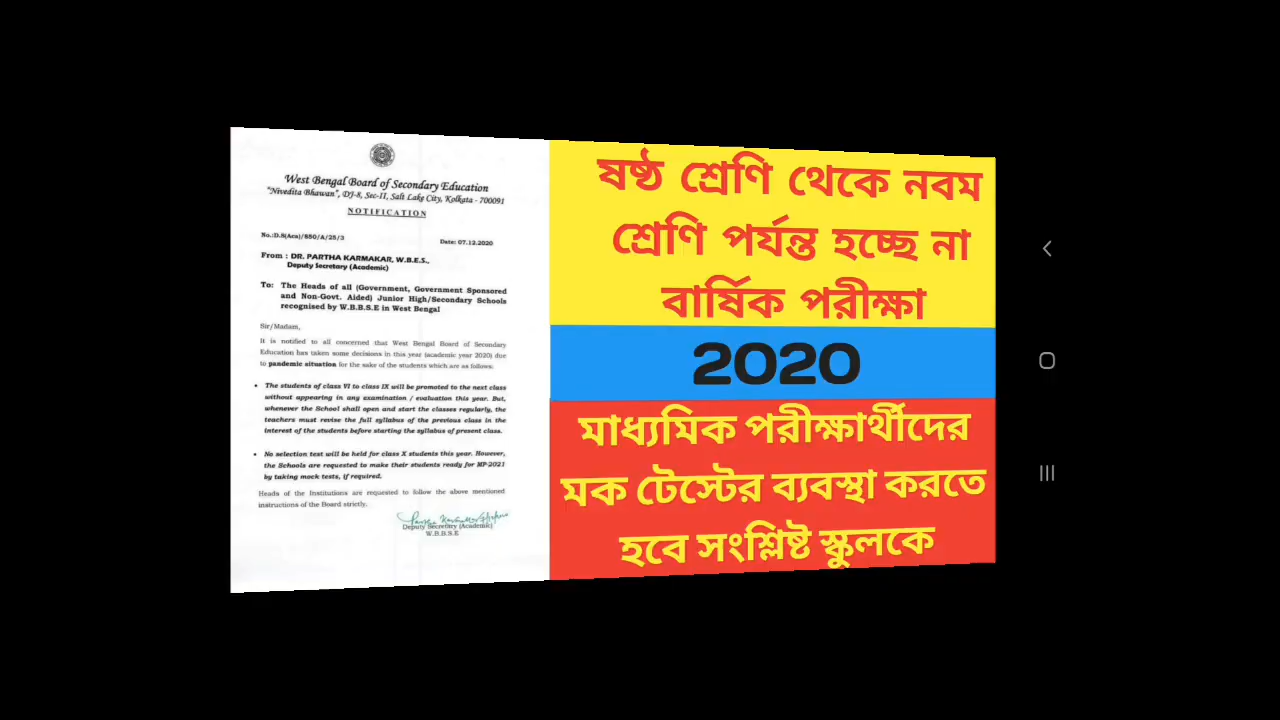 West Bengal Board of Secondary Education
"Nivedita Bhawan", DJ-8, Sec-II, Salt Lake City, Kolkata - 700091
NOTIFICATION
No.:D.S(Aca)/850/A/25/3
Date: 07.12.2020
From : DR. PARTHA KARMAKAR, W.B.E.S.,
Deputy Secretary (Academic)
To: The Heads of all (Government, Government Sponsored
and Non-Govt. Aided) Junior High/Secondary Schools
recognised by W.B.B.S.E in West Bengal
Sir/Madam,
It is notified to all concerned that West Bengal Board of Secondary
Education has taken some decisions in this year (academic year 2020) due
to pandemic situation for the sake of the students which are as follows:
• The students of class VI to class IX will be promoted to the next class
without appearing in any examination / evaluation this year. But,
whenever the School shall open and start the classes regularly, the
teachers must revise the full syllabus of the previous class in the
interest of the students before starting the syllabus of present class.
• No selection test will be held for class X students this year. However,
the Schools are requested to make their students ready for MP-2021
by taking mock tests, if required.
Heads of the Institutions are requested to follow the above mentioned
instructions of the Board strictly.
Deputy Secretary (Academic)
W.B.B.S.E
ষষ্ঠ শ্রেণি থেকে নবম
শ্রেণি পর্যন্ত হচ্ছে না
বার্ষিক পরীক্ষা
2020
মাধ্যমিক পরীক্ষার্থীদের
মক টেস্টের ব্যবস্থা করতে
হবে সংশ্লিষ্ট স্কুলকে